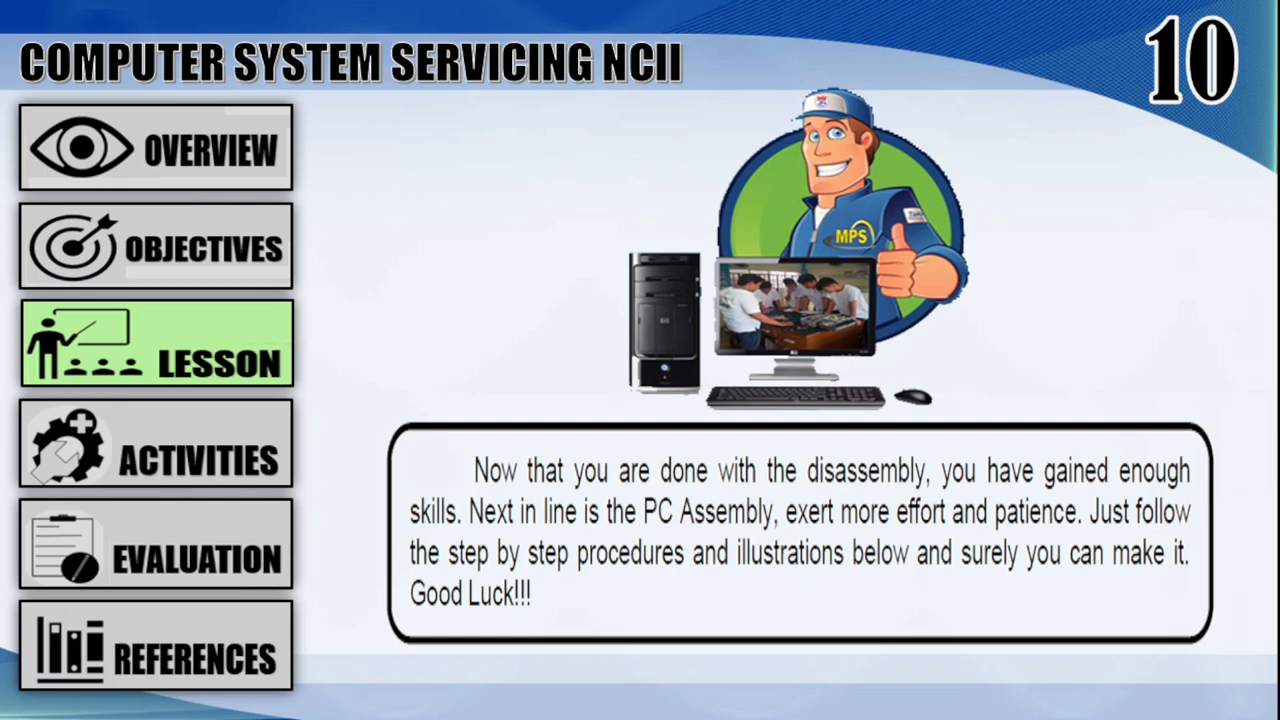 COMPUTER SYSTEM SERVICING NCII
10
OVERVIEW
OBJECTIVES
LESSON
ACTIVITIES
EVALUATION
REFERENCES
MPS
Now that you are done with the disassembly, you have gained enough
skills. Next in line is the PC Assembly, exert more effort and patience. Just follow
the step by step procedures and illustrations below and surely you can make it.
Good Luck!!!